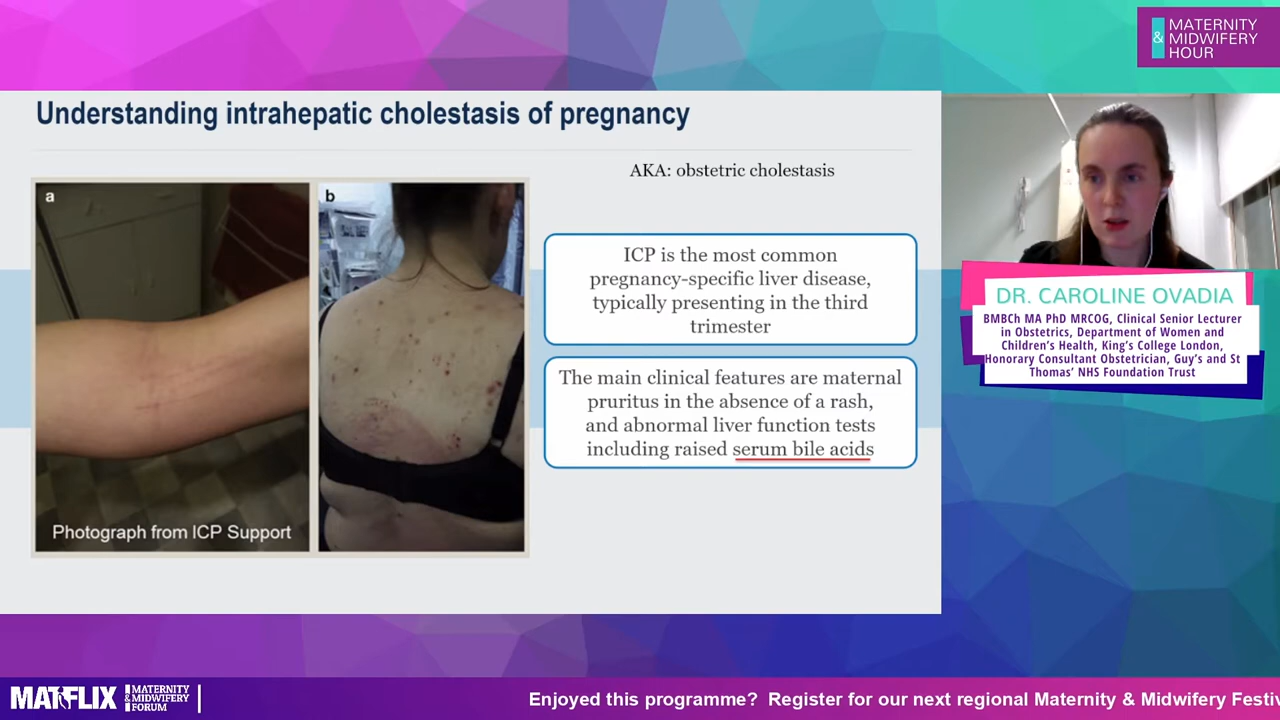 MATERNITY
& MIDWIFERY
HOUR
Understanding intrahepatic cholestasis of pregnancy
AKA: obstetric cholestasis
a
b
Photograph from ICP Support
ICP is the most common
pregnancy-specific liver disease,
typically presenting in the third
trimester
The main clinical features are maternal
pruritus in the absence of a rash,
and abnormal liver function tests
including raised serum bile acids
DR. CAROLINE OVADIA
BMBCh MA PhD MRCOG, Clinical Senior Lecturer
in Obstetrics, Department of Women and
Children's Health, King's College London,
Honorary Consultant Obstetrician, Guy's and St
Thomas' NHS Foundation Trust
MATFLIX
MATERNITY
& MIDWIFERY
FORUM
Enjoyed this programme? Register for our next regional Maternity & Midwifery Festiv